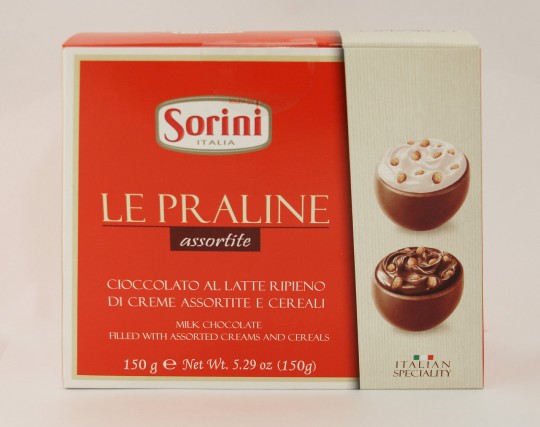 Sorini
ITALIA
LE PRALINE
assortite
CIOCCOLATO AL LATTE RIPIENO
DI CREME ASSORTITE E CEREALI
MILK CHOCOLATE
FILLED WITH ASSORTED CREAMS AND CEREALS
150 g ℮ Net Wt. 5.29 oz (150g)
ITALIAN
SPECIALITY